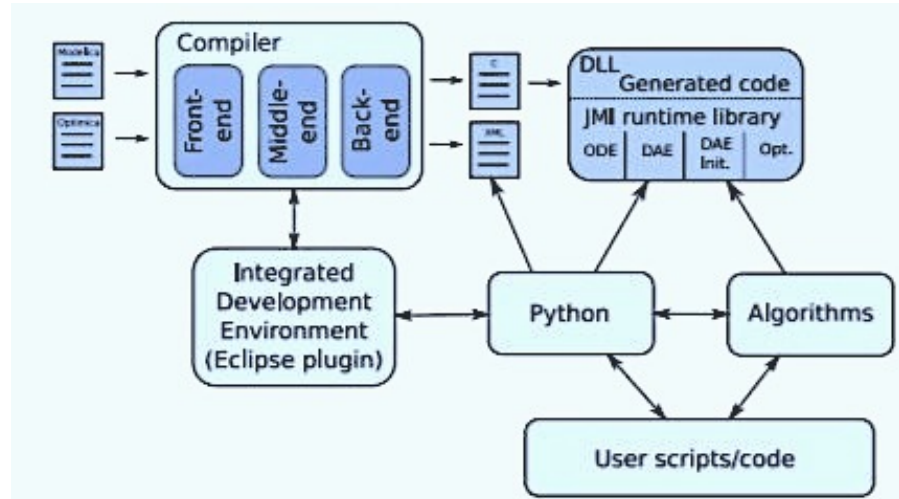 Modelica
Optimica
Compiler
Front-
end
Middle-
end
Back-
end
C
XML
DLL
Generated code
JMI runtime library
ODE
DAE
DAE
Init.
Opt.
Integrated
Development
Environment
(Eclipse plugin)
Python
Algorithms
User scripts/code